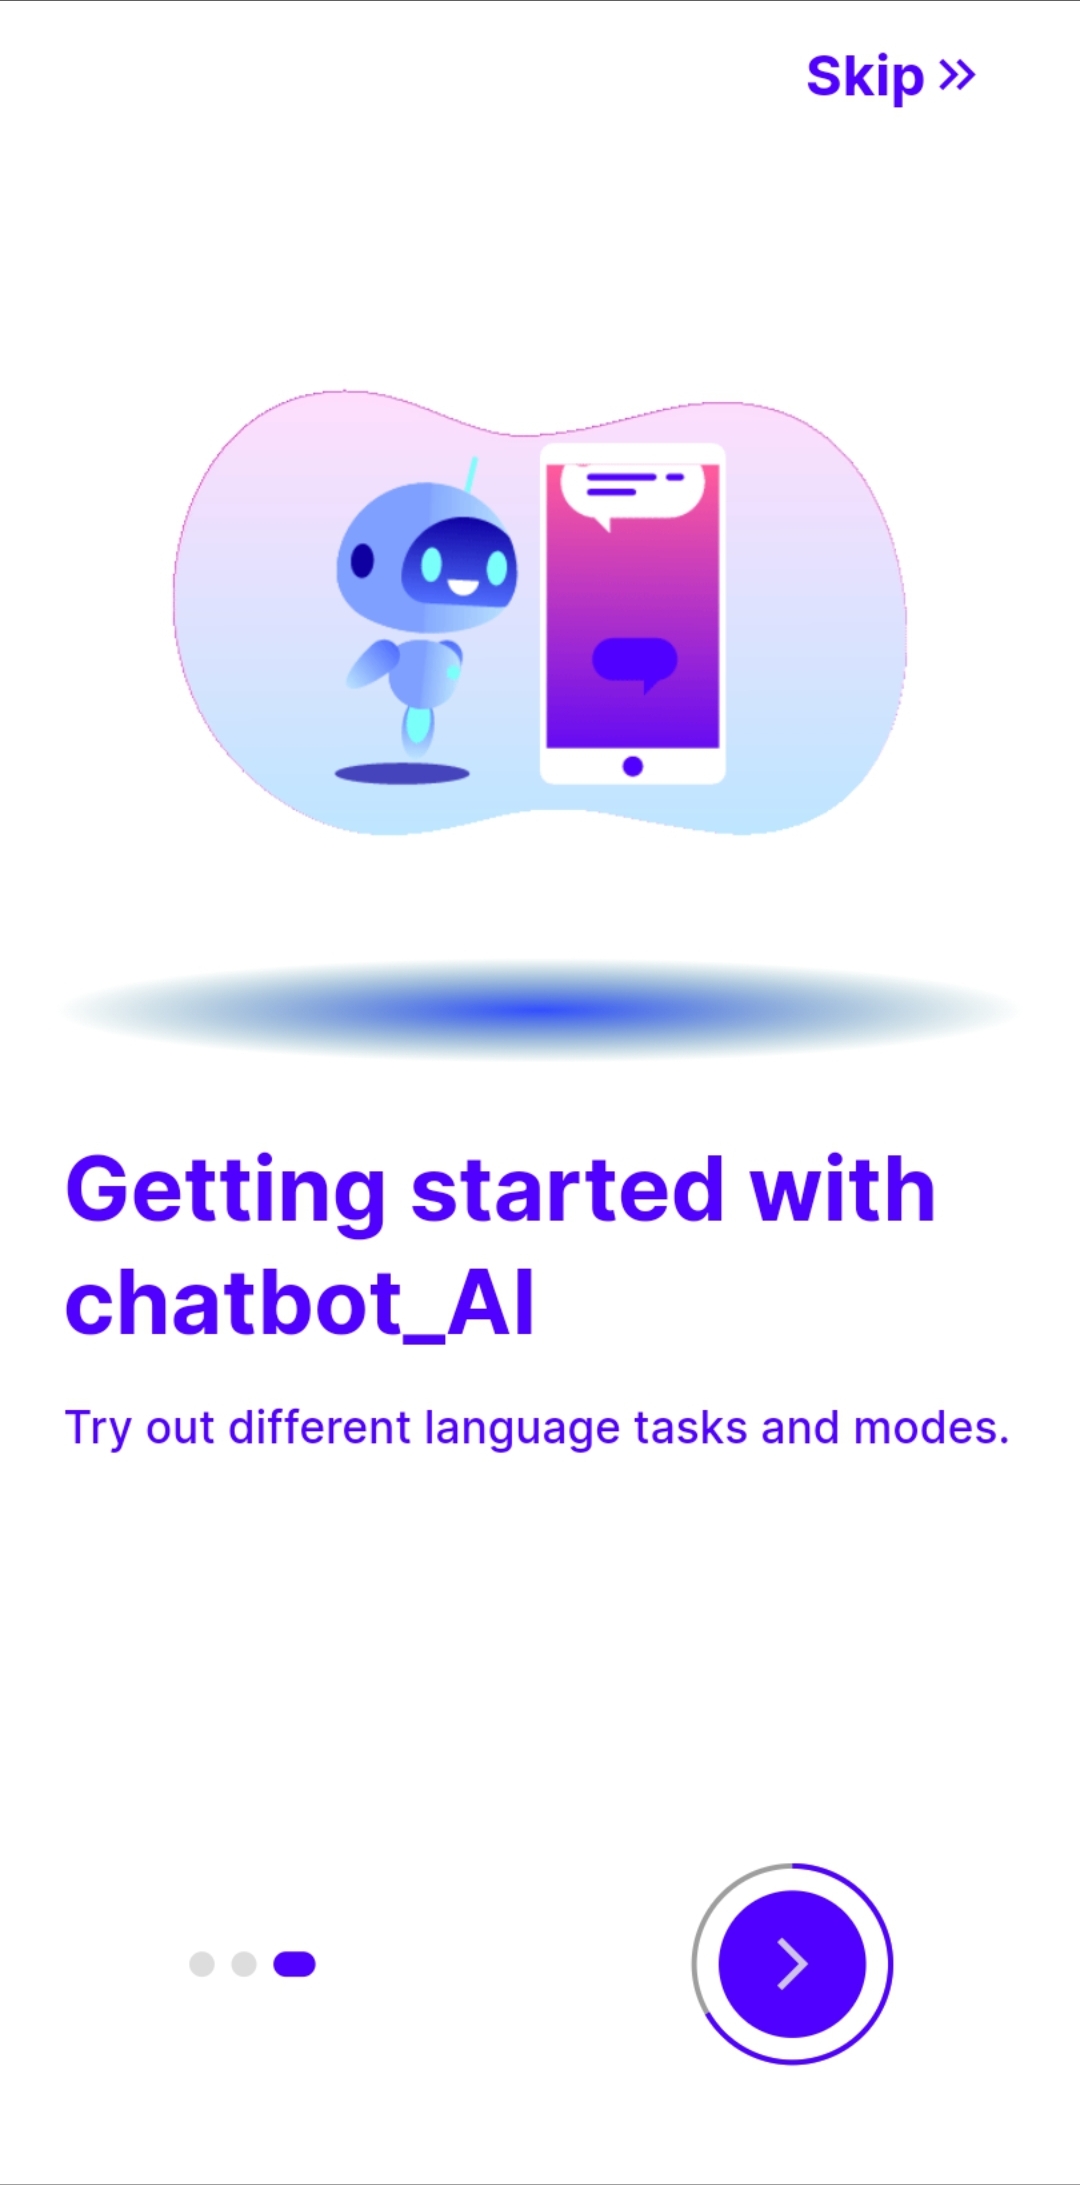 Skip
Getting started with
chatbot_AI
Try out different language tasks and modes.